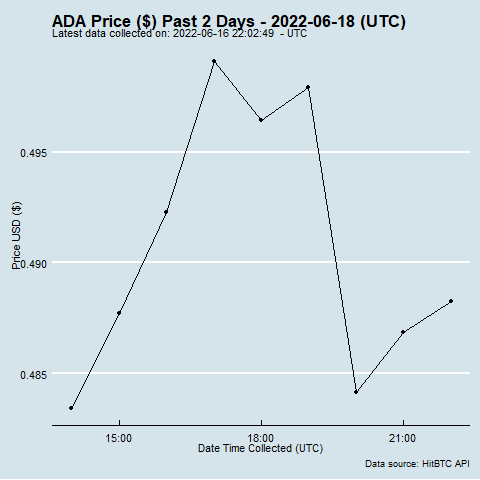 ADA Price ($) Past 2 Days - 2022-06-18 (UTC)
Latest data collected on: 2022-06-16 22:02:49 - UTC
0.495
0.490
0.485
Price USD ($)
15:00 18:00 21:00
Date Time Collected (UTC)
Data source: HitBTC API